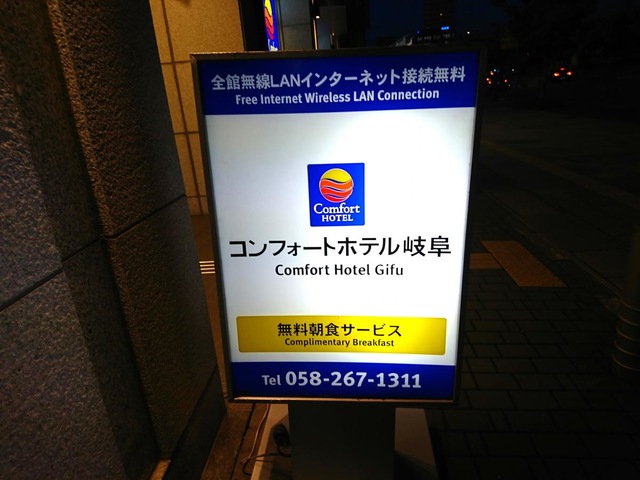 全館無線LANインターネット接続無料
Free Internet Wireless LAN Connection
Comfort
HOTEL
コンフォートホテル岐阜
Comfort Hotel Gifu
無料朝食サービス
Complimentary Breakfast
Tel 058-267-1311